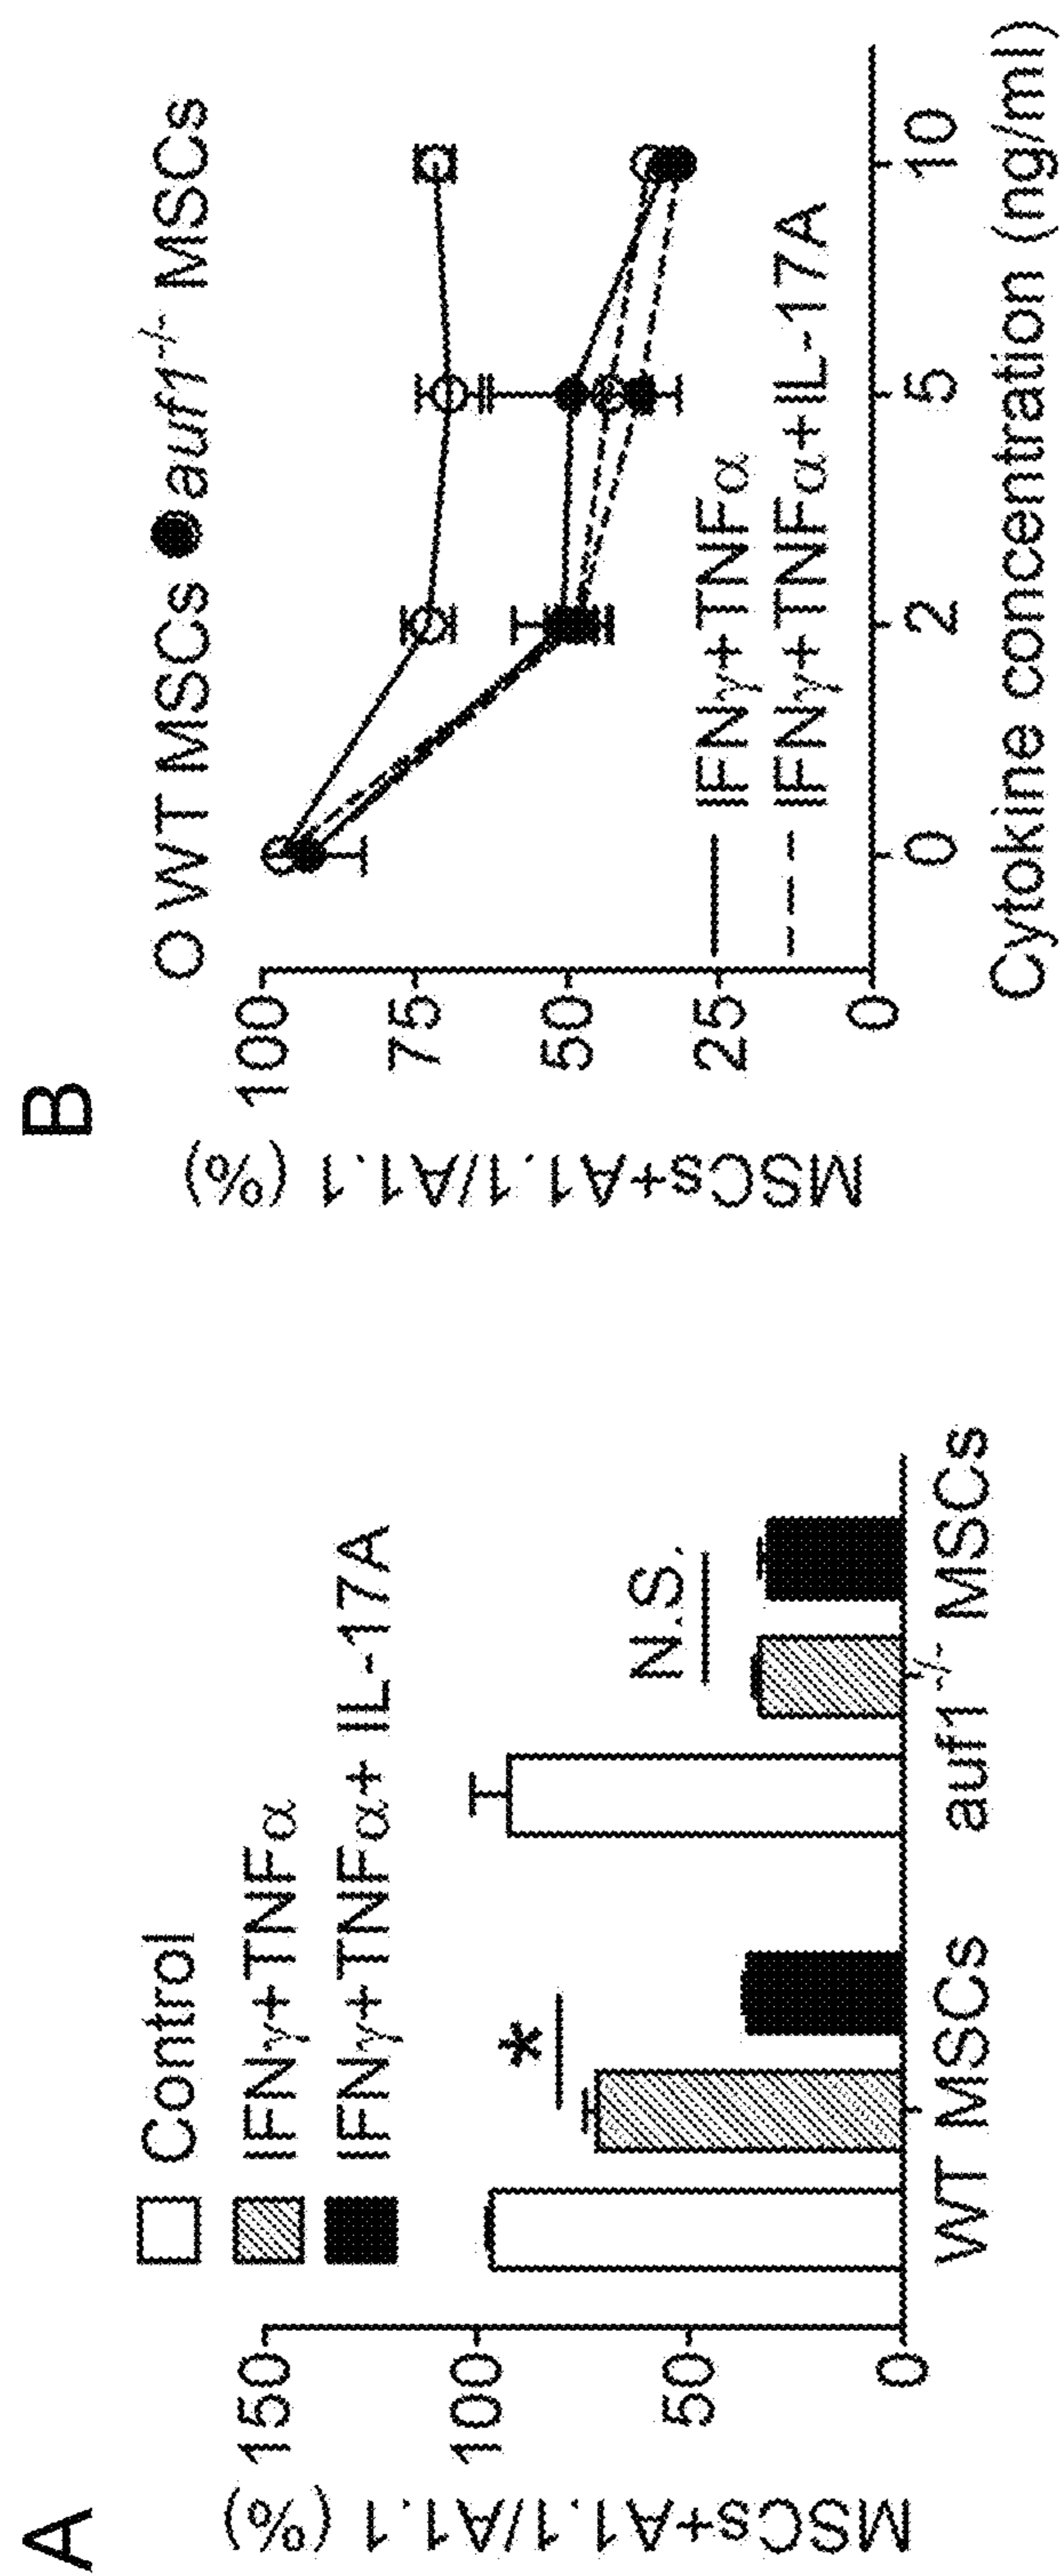 A
Control
IFNγ+TNFα
IFNγ+TNFα+ IL-17A
MSCs+A1.1/A1.1 (%)
150
100
50
0
*
N.S.
WT MSCs
auf1⁻/⁻ MSCs
B
WT MSCs auf1⁻/⁻ MSCs
MSCs+A1.1/A1.1 (%)
100
75
50
25
0
IFNγ+TNFα
IFNγ+TNFα+IL-17A
0 2 5 10
Cytokine concentration (ng/ml)